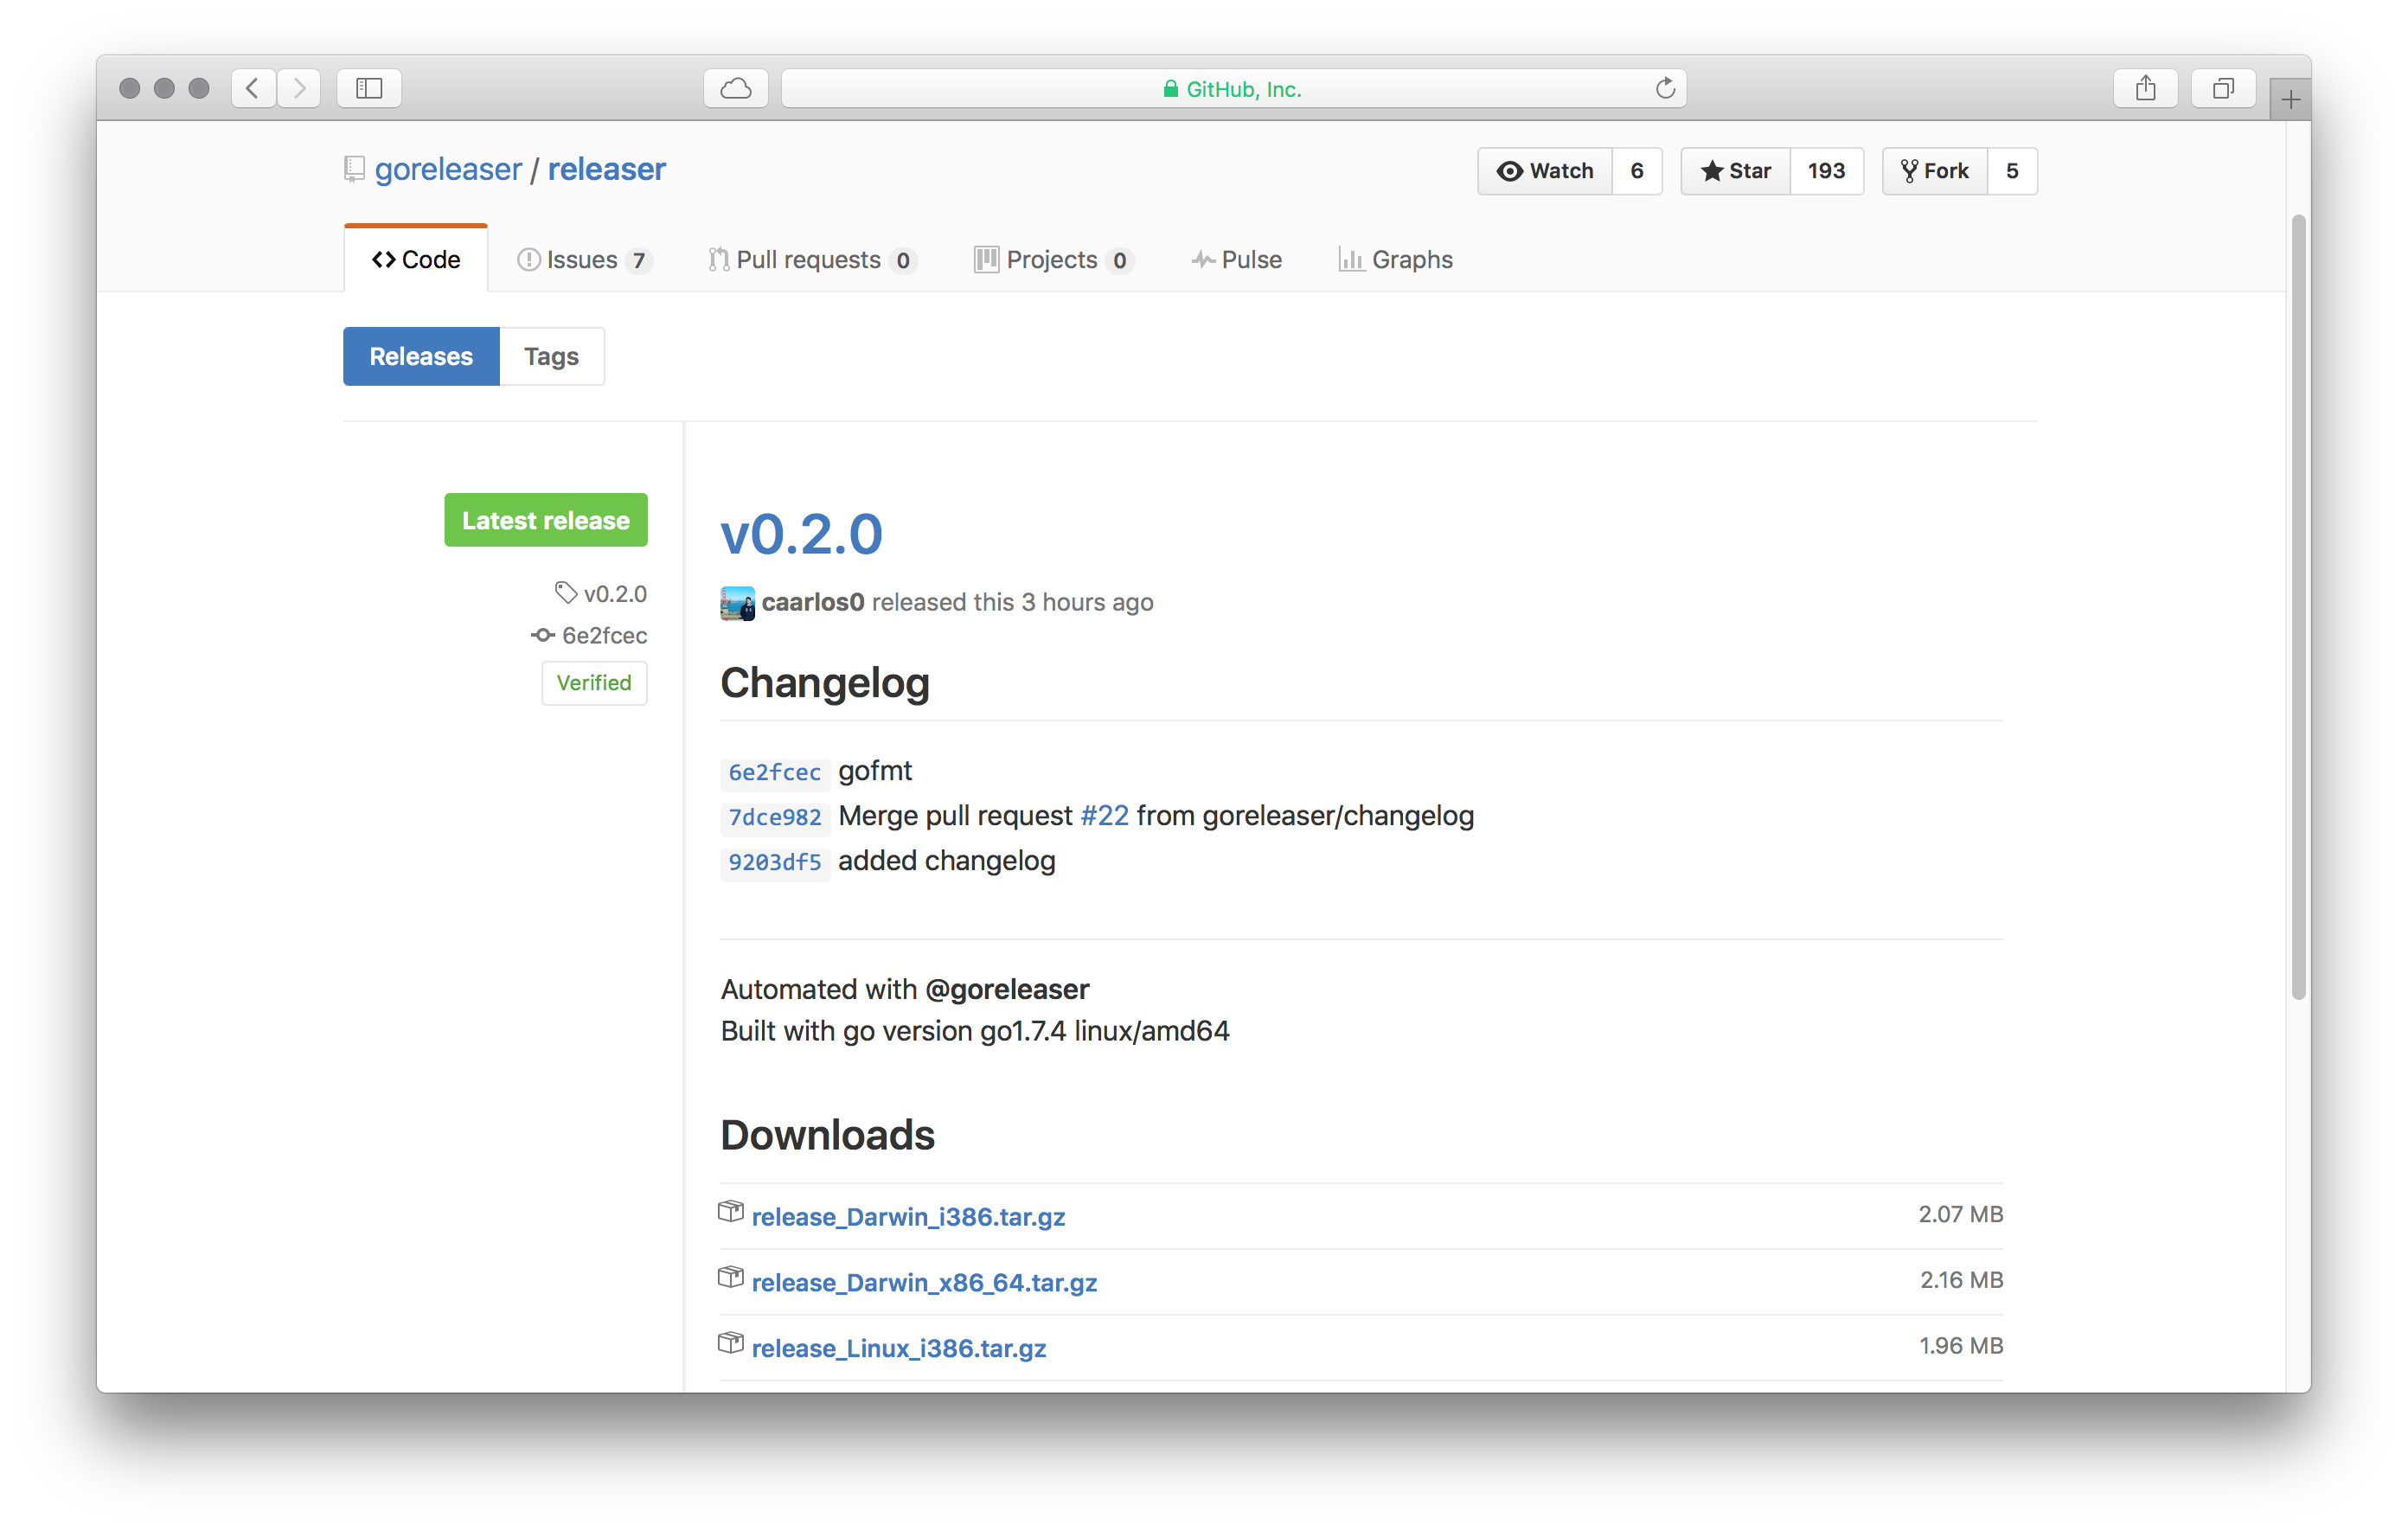 GitHub, Inc.
goreleaser / releaser
Watch 6 Star 193 Fork 5
Code Issues 7 Pull requests 0 Projects 0 Pulse Graphs
Releases Tags
Latest release
v0.2.0
6e2fcec
Verified
v0.2.0
caarlos0 released this 3 hours ago
Changelog
6e2fcec gofmt
7dce982 Merge pull request #22 from goreleaser/changelog
9203df5 added changelog
Automated with @goreleaser
Built with go version go1.7.4 linux/amd64
Downloads
release_Darwin_i386.tar.gz 2.07 MB
release_Darwin_x86_64.tar.gz 2.16 MB
release_Linux_i386.tar.gz 1.96 MB